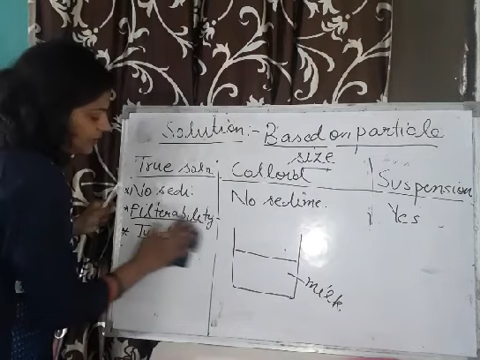 Solution:- Based on particle
size
True soln. Colloid Suspension
* No sedi. No sedime. Yes
* Filterability-
*
milk.